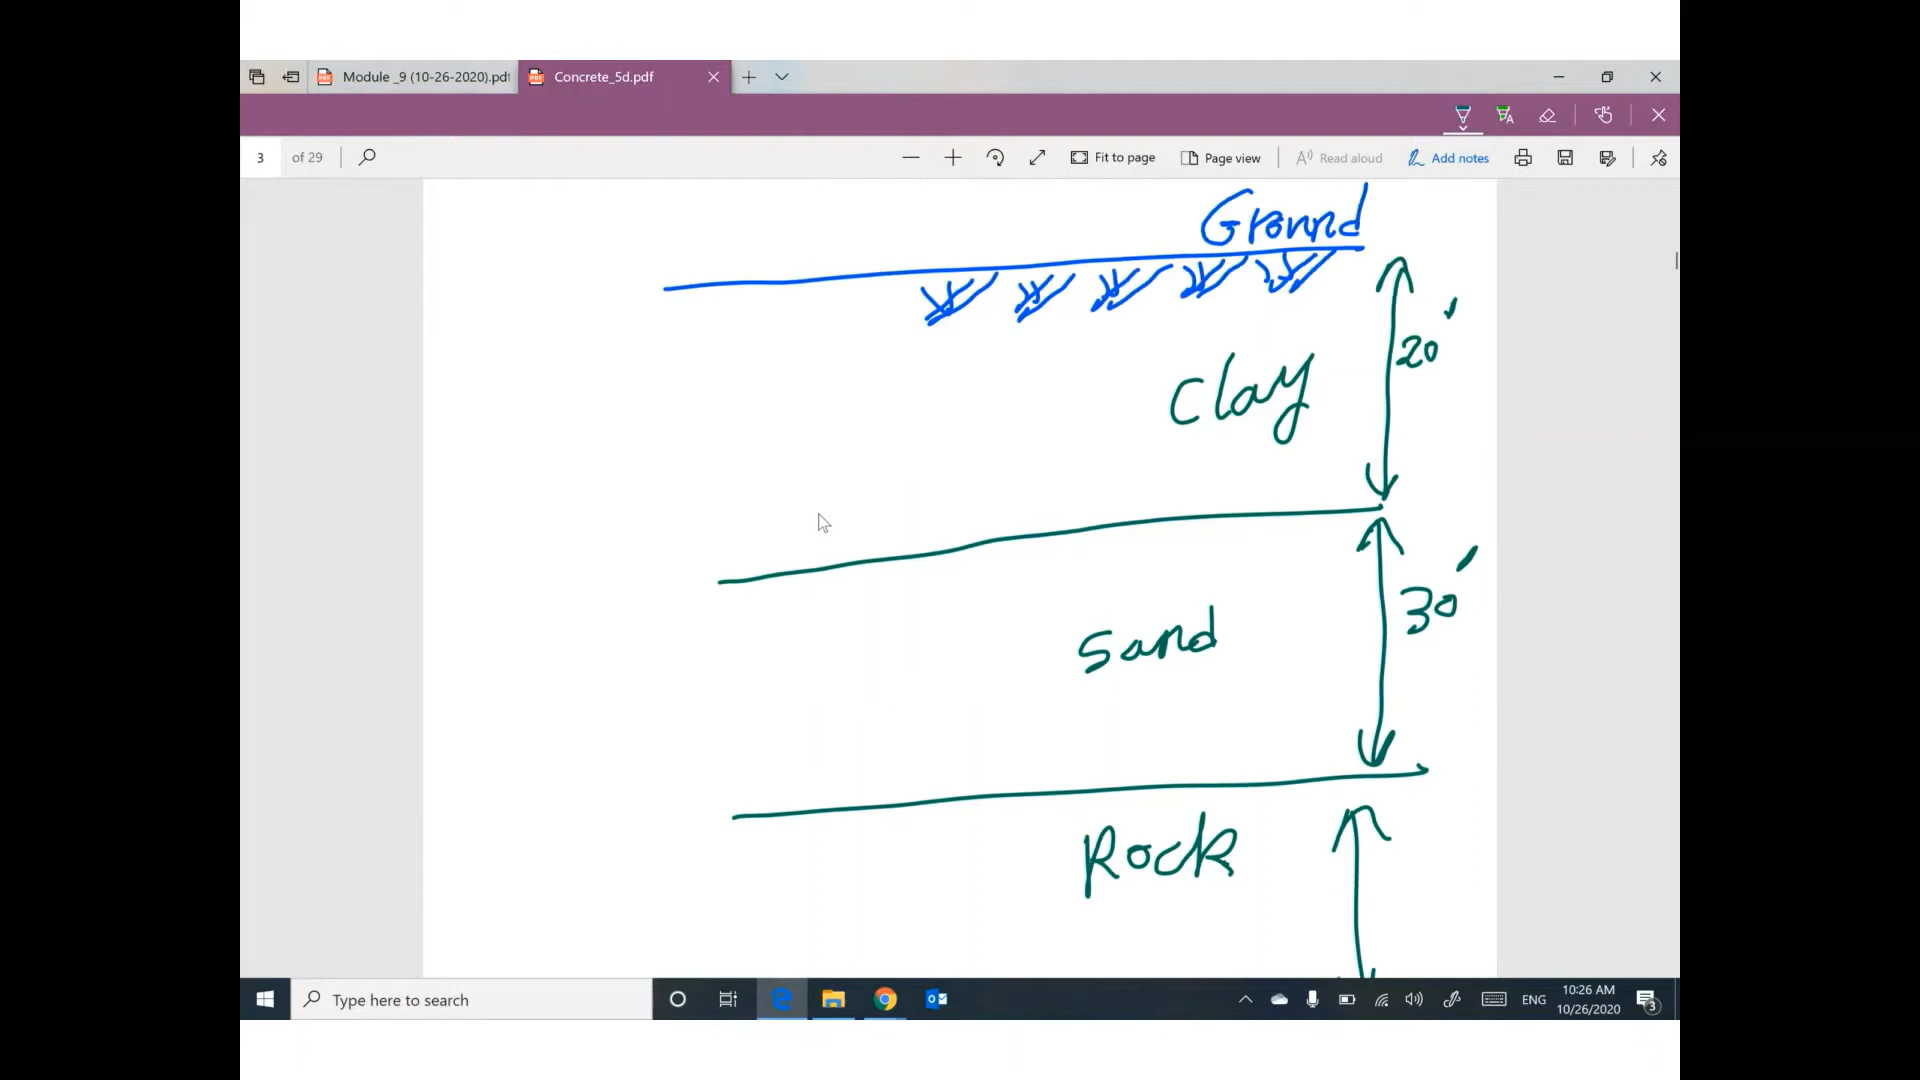 Module _9 (10-26-2020).pdf
Concrete_5d.pdf
3 of 29
Fit to page
Page view
Read aloud
Add notes
Ground
20'
Clay
30'
Sand
Rock
Type here to search
ENG
10:26 AM
10/26/2020
3